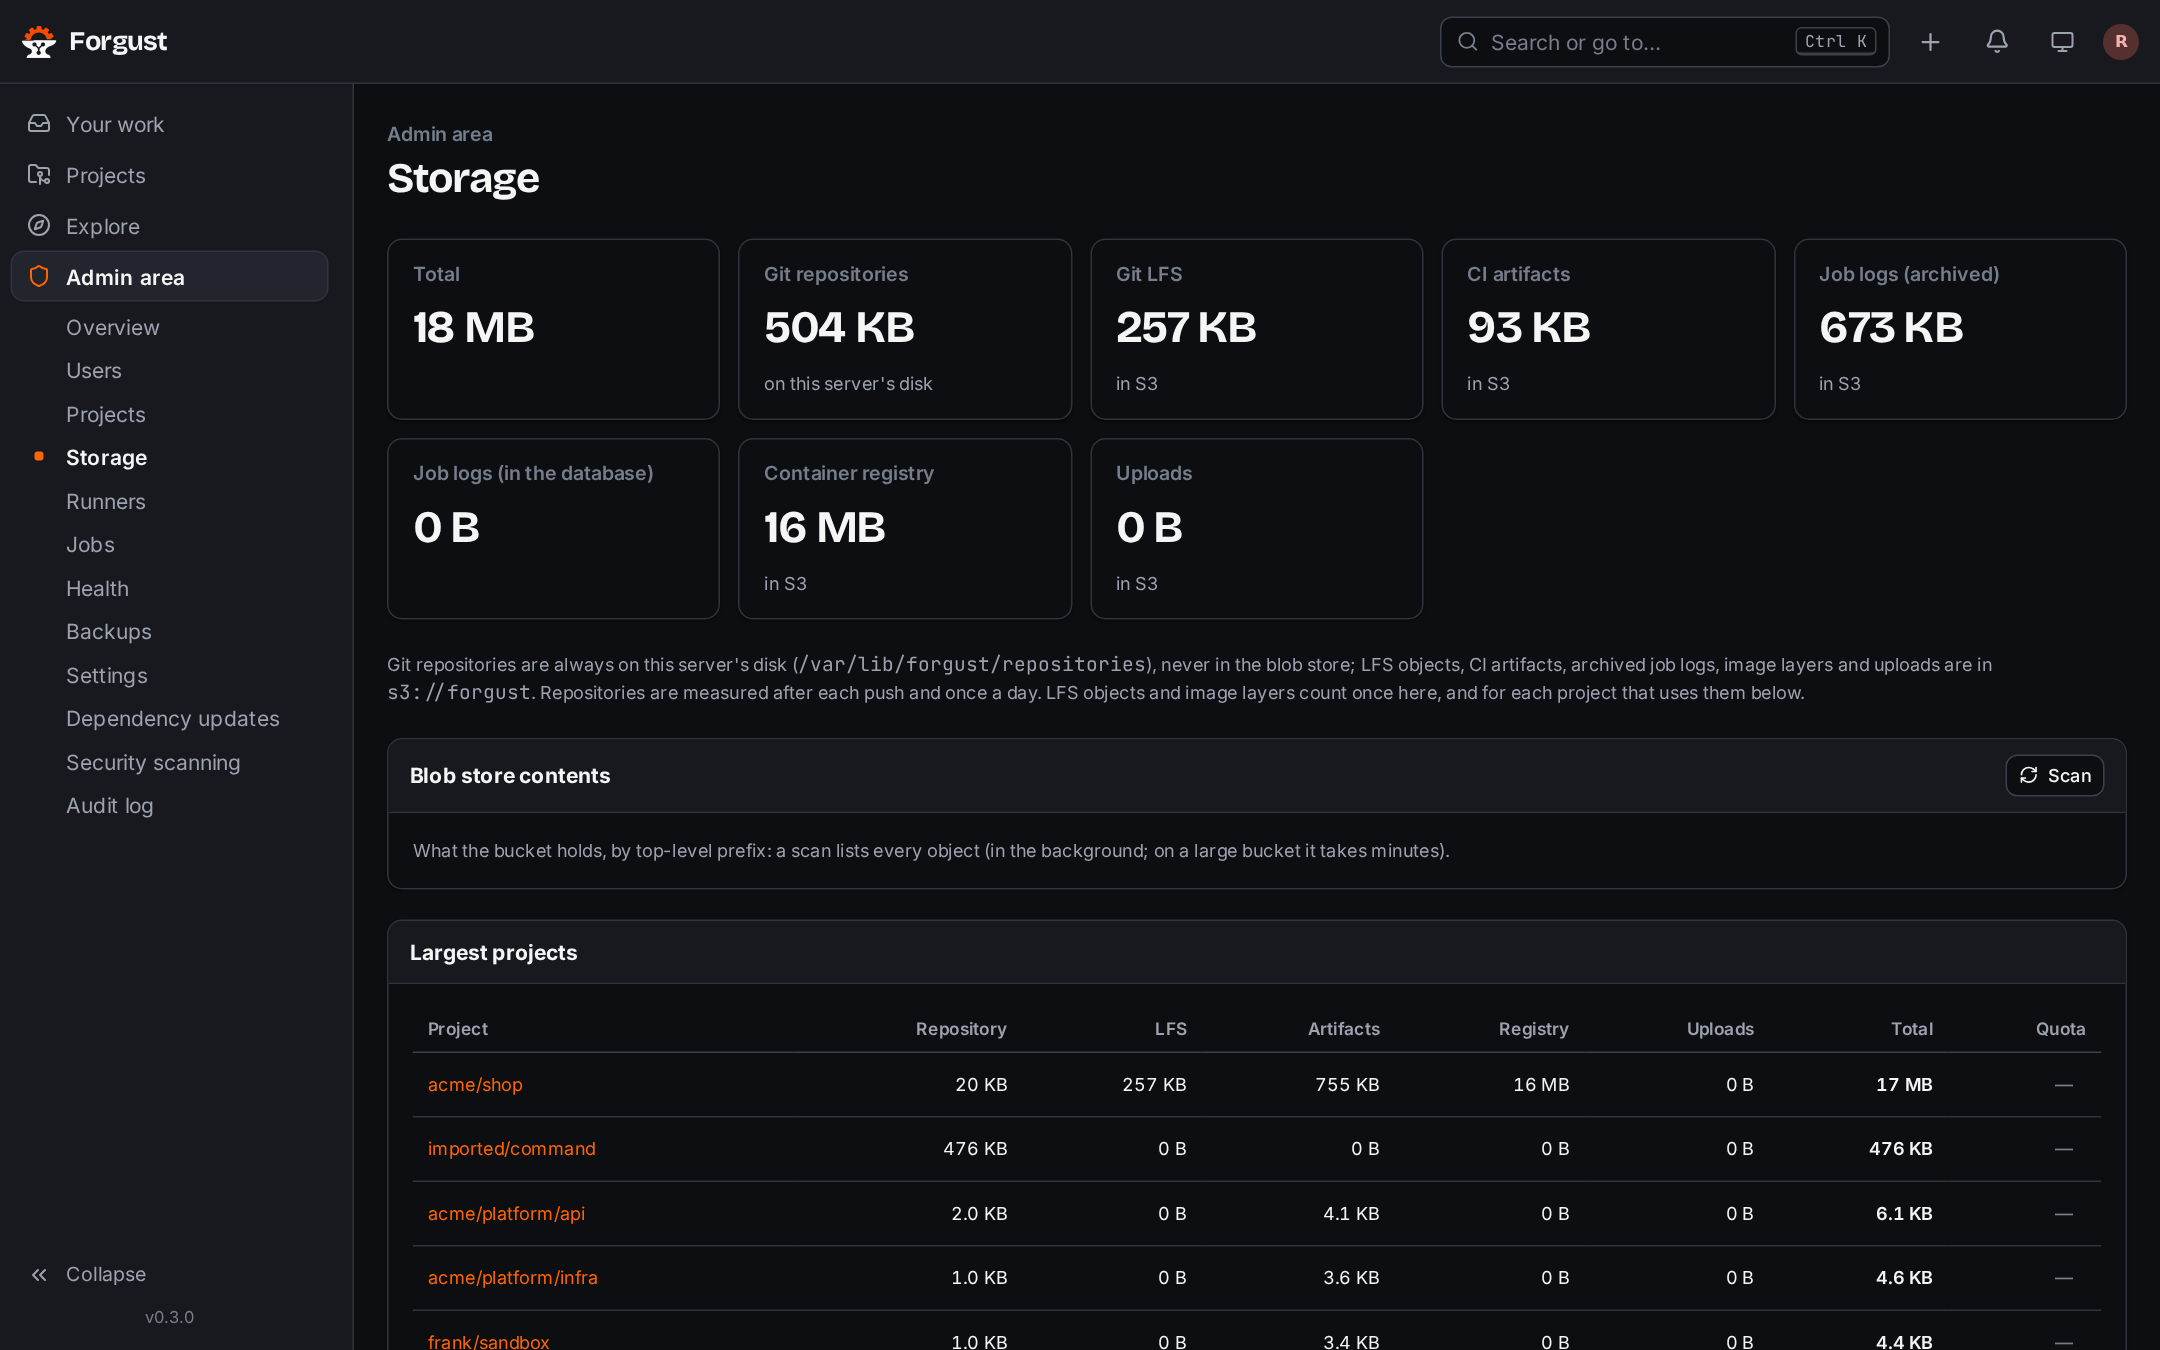 Forgust
Search or go to...
Ctrl K
R
Your work
Projects
Explore
Admin area
Overview
Users
Projects
Storage
Runners
Jobs
Health
Backups
Settings
Dependency updates
Security scanning
Audit log
Collapse
v0.3.0
Admin area
Storage
Total
18 MB
Git repositories
504 KB
on this server's disk
Git LFS
257 KB
in S3
CI artifacts
93 KB
in S3
Job logs (archived)
673 KB
in S3
Job logs (in the database)
0 B
Container registry
16 MB
in S3
Uploads
0 B
in S3
Git repositories are always on this server's disk (/var/lib/forgust/repositories), never in the blob store; LFS objects, CI artifacts, archived job logs, image layers and uploads are in
s3://forgust. Repositories are measured after each push and once a day. LFS objects and image layers count once here, and for each project that uses them below.
Blob store contents
Scan
What the bucket holds, by top-level prefix: a scan lists every object (in the background; on a large bucket it takes minutes).
Largest projects
Project Repository LFS Artifacts Registry Uploads Total Quota
acme/shop 20 KB 257 KB 755 KB 16 MB 0 B 17 MB —
imported/command 476 KB 0 B 0 B 0 B 0 B 476 KB —
acme/platform/api 2.0 KB 0 B 4.1 KB 0 B 0 B 6.1 KB —
acme/platform/infra 1.0 KB 0 B 3.6 KB 0 B 0 B 4.6 KB —
frank/sandbox 1.0 KB 0 B 3.4 KB 0 B 0 B 4.4 KB —